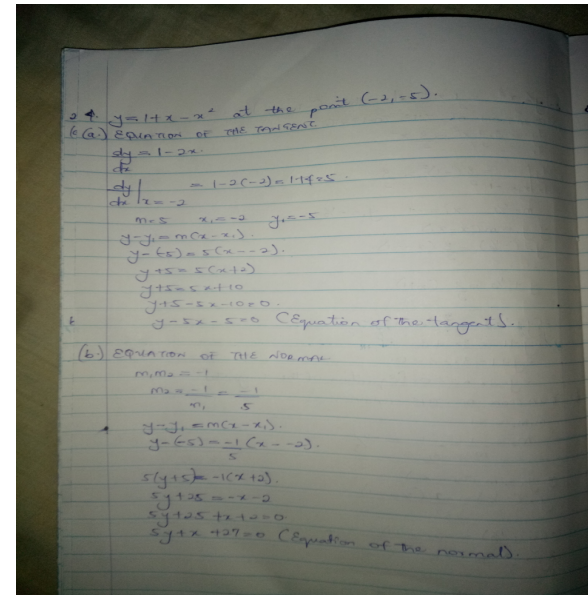 24. y=1+x-x² at the point (-2,-5).
(a.) EQUATION OF THE TANGENT
dy = 1-2x.
dx
dy | = 1-2(-2)=1+4=5.
dx | x=-2
m=5 x₁=-2 y₁=-5
y-y₁=m(x-x₁).
y-(-5)=5(x--2).
y+5=5(x+2)
y+5=5x+10
y+5-5x-10=0.
y-5x-5=0 (Equation of the tangent).
(b.) EQUATION OF THE NORMAL
m₁m₂=-1
m₂=-1/m₁=-1/5
y-y₁=m(x-x₁).
y-(-5)=-1/5(x--2).
5(y+5)=-1(x+2).
5y+25=-x-2
5y+25+x+2=0
5y+x+27=0 (Equation of the normal).